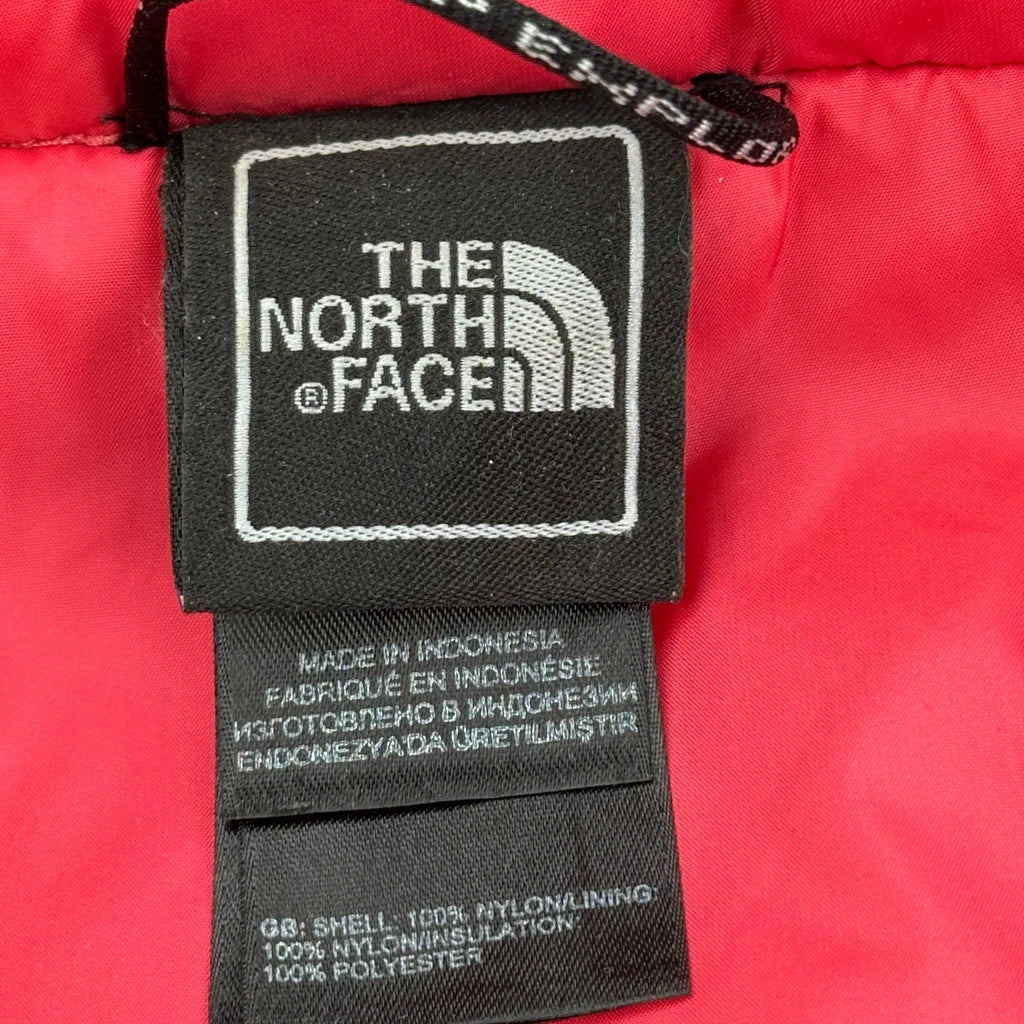 EXPLOR
THE
NORTH
®FACE
MADE IN INDONESIA
FABRIQUÉ EN INDONÉSIE
ИЗГОТОВЛЕНО В ИНДОНЕЗИИ
ENDONEZYA'DA ÜRETILMIŞTIR
GB: SHELL: 100% NYLON/LINING
100% NYLON/INSULATION
100% POLYESTER